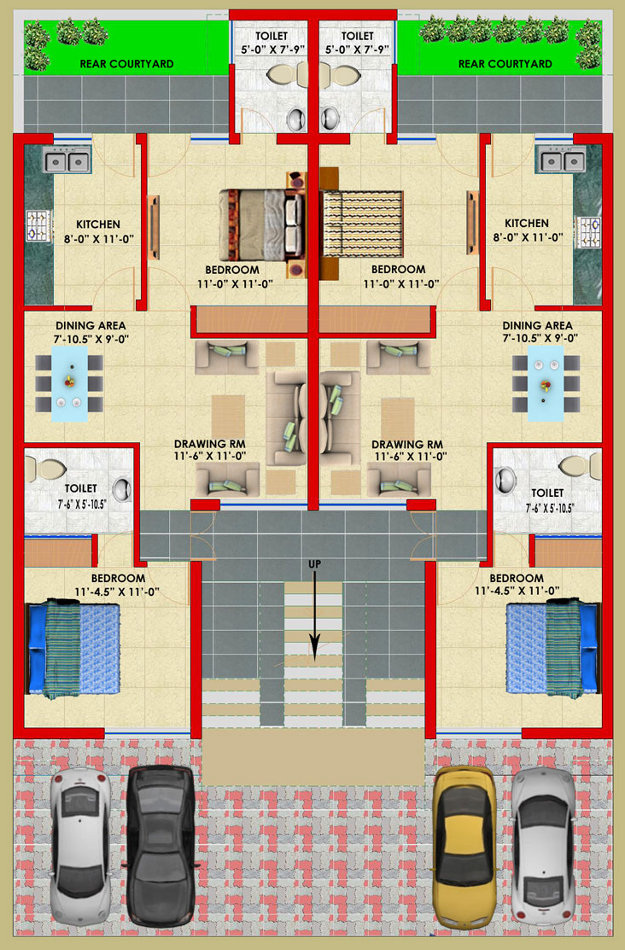 TOILET
5'-0" X 7'-9"
TOILET
5'-0" X 7'-9"
REAR COURTYARD
REAR COURTYARD
KITCHEN
8'-0" X 11'-0"
BEDROOM
11'-0" X 11'-0"
BEDROOM
11'-0" X 11'-0"
KITCHEN
8'-0" X 11'-0"
DINING AREA
7'-10.5" X 9'-0"
DINING AREA
7'-10.5" X 9'-0"
DRAWING RM
11'-6" X 11'-0"
DRAWING RM
11'-6" X 11'-0"
TOILET
7'-6" X 5'-10.5"
TOILET
7'-6" X 5'-10.5"
UP
BEDROOM
11'-4.5" X 11'-0"
BEDROOM
11'-4.5" X 11'-0"